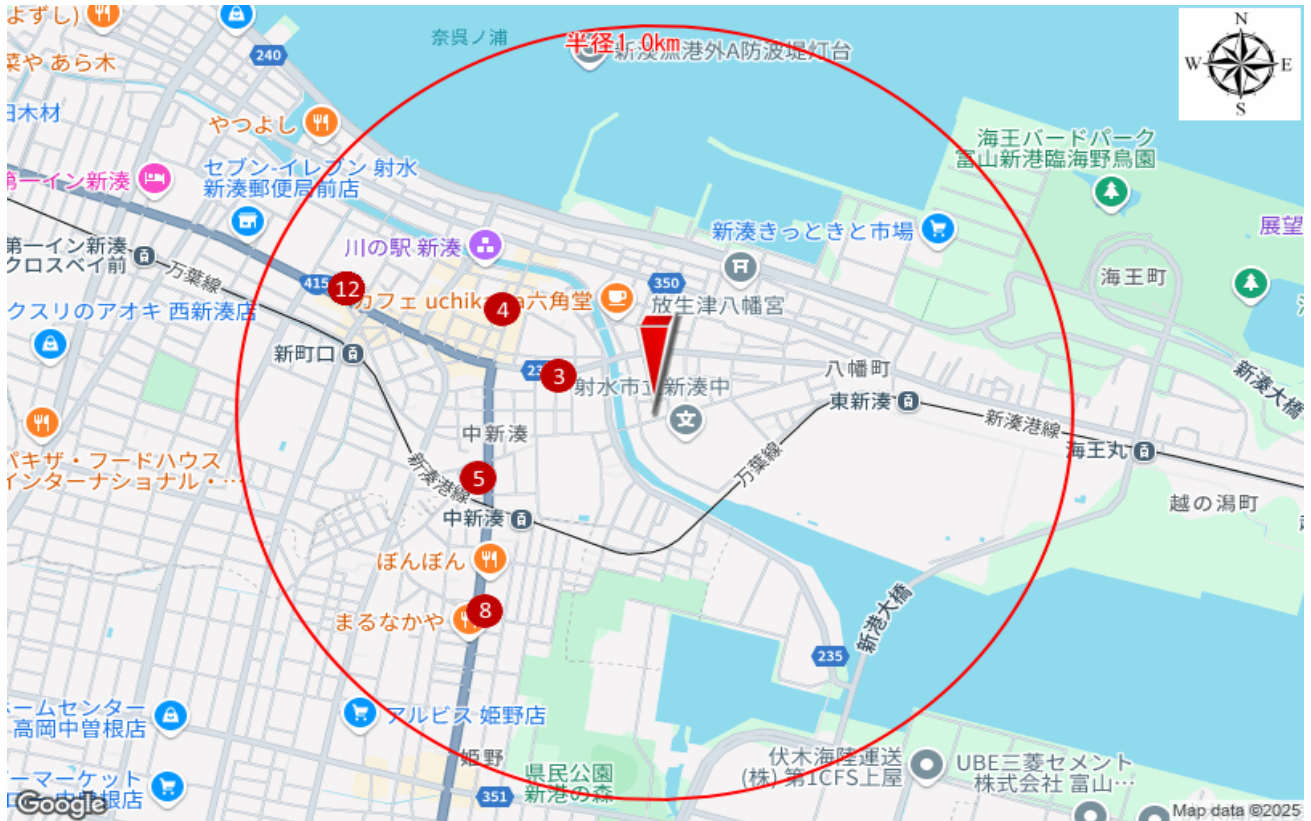 よずし)
240
奈呉ノ浦
半径1.0km
新湊漁港外A防波堤灯台
N
W
E
S
菜や あら木
田木材
やつよし
海王バードパーク
富山新港臨海野鳥園
第一イン新湊
セブン-イレブン 射水
新湊郵便局前店
川の駅 新湊
新湊きっときと市場
展望
第一イン新湊
クロスベイ前
万葉線
415
12
カフェ uchikawa六角堂
4
350
放生津八幡宮
海王町
クスリのアオキ 西新湊店
新町口
23
3
射水市立新湊中
八幡町
東新湊
新湊大橋
新湊港線
海王丸
中新湊
パキザ・フードハウス
インターナショナル・…
新湊港線
5
万葉線
越の潟町
中新湊
ぼんぼん
まるなかや
8
新港大橋
235
ームセンター
高岡中曽根店
アルビス 姫野店
姫野
県民公園
新港の森
伏木海陸運送
(株) 第1CFS上屋
UBE三菱セメント
株式会社 富山…
ーマーケット
中曽根店
351
Google
Map data ©2025